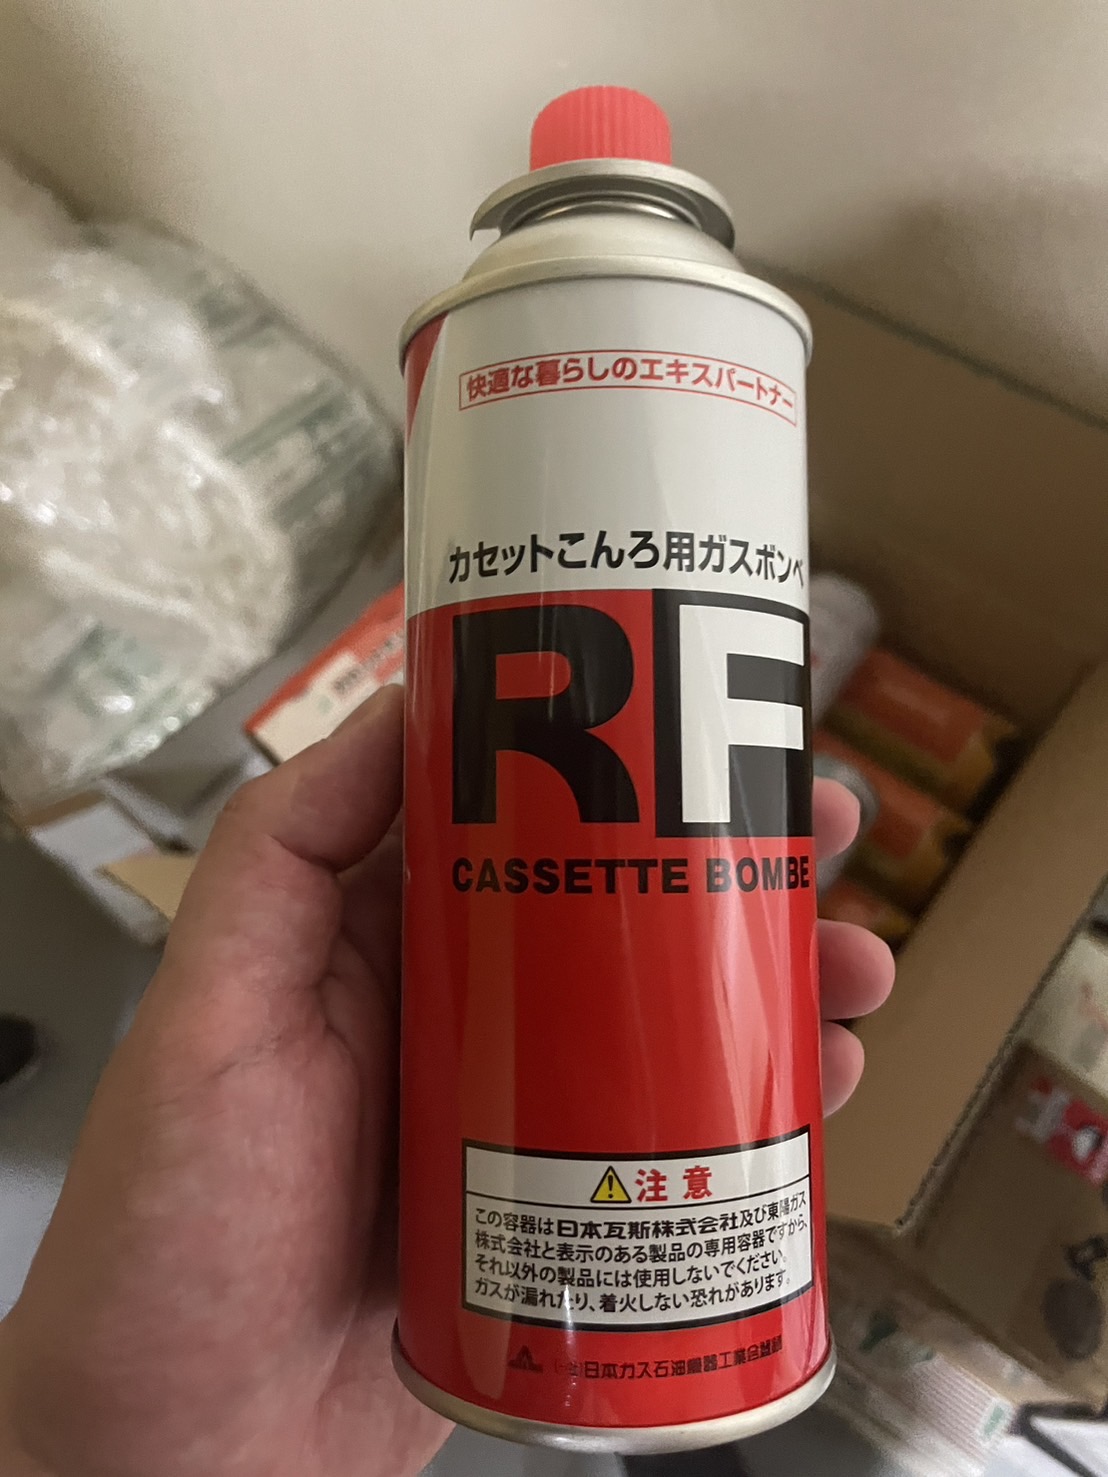 快適な暮らしのエキスパートナー
カセットこんろ用ガスボンベ
RF
CASSETTE BOMBE
注意
この容器は日本瓦斯株式会社及び東陽ガス
株式会社と表示のある製品の専用容器ですから、
それ以外の製品には使用しないでください。
ガスが漏れたり、着火しない恐れがあります。
日本ガス石油機器工業会